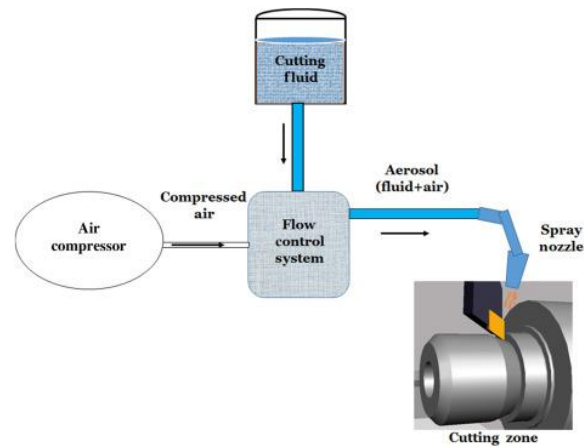 Cutting
fluid
Aerosol
(fluid+air)
Compressed
air
Air
compressor
Flow
control
system
Spray
nozzle
Cutting zone